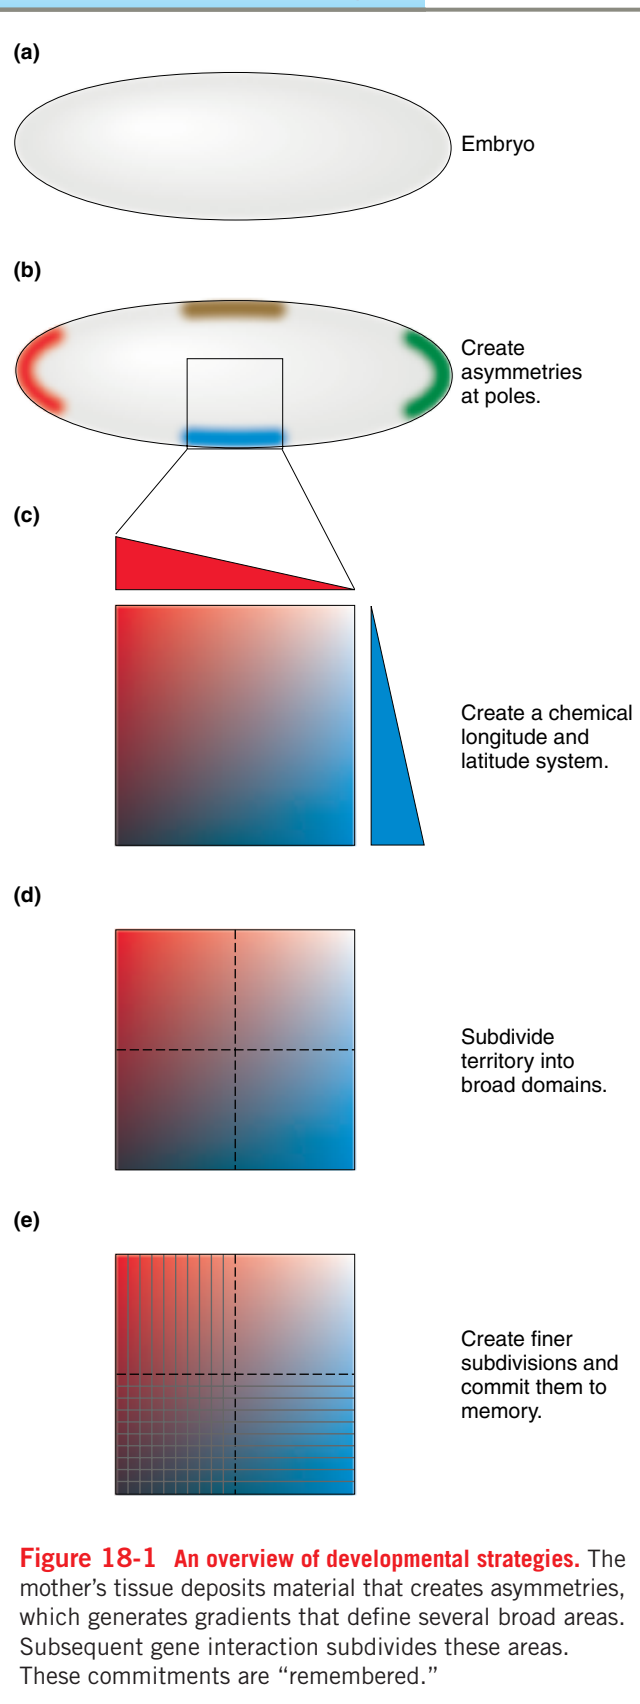 (a)
Embryo
(b)
Create
asymmetries
at poles.
(c)
Create a chemical
longitude and
latitude system.
(d)
Subdivide
territory into
broad domains.
(e)
Create finer
subdivisions and
commit them to
memory.
Figure 18-1 An overview of developmental strategies. The
mother’s tissue deposits material that creates asymmetries,
which generates gradients that define several broad areas.
Subsequent gene interaction subdivides these areas.
These commitments are “remembered.”